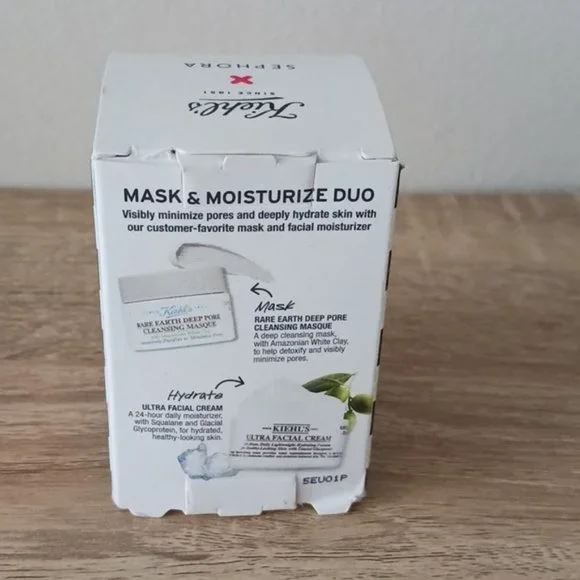 SEPHORA
SINCE 1851
Kiehl's
MASK & MOISTURIZE DUO
Visibly minimize pores and deeply hydrate skin with
our customer-favorite mask and facial moisturizer
Kiehl's
RARE EARTH DEEP PORE
CLEANSING MASQUE
Mask
RARE EARTH DEEP PORE
CLEANSING MASQUE
A deep cleansing mask,
with Amazonian White Clay,
to help detoxify and visibly
minimize pores.
Hydrate
ULTRA FACIAL CREAM
A 24-hour daily moisturizer,
with Squalane and Glacial
Glycoprotein, for hydrated,
healthy-looking skin.
KIEHL'S
ULTRA FACIAL CREAM
5EU01P